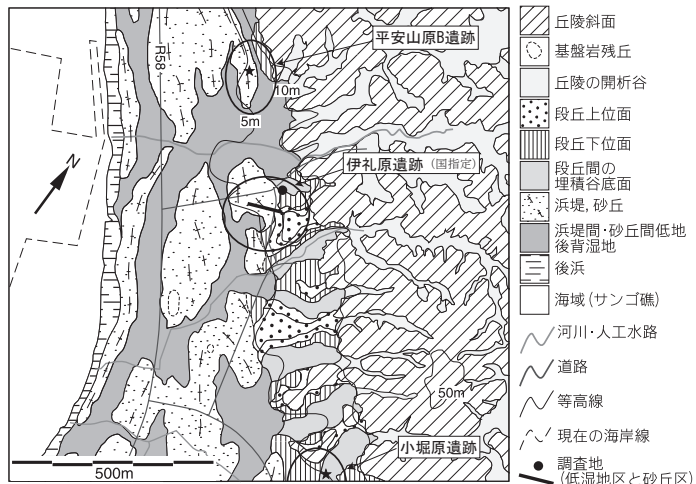 平安山原B遺跡
R58
10m
5m
N
伊礼原遺跡（国指定）
50m
小堀原遺跡
500m
丘陵斜面
基盤岩残丘
丘陵の開析谷
段丘上位面
段丘下位面
段丘間の
埋積谷底面
浜堤，砂丘
浜堤間・砂丘間低地
後背湿地
後浜
海域（サンゴ礁）
河川・人工水路
道路
等高線
現在の海岸線
調査地
（低湿地区と砂丘区）